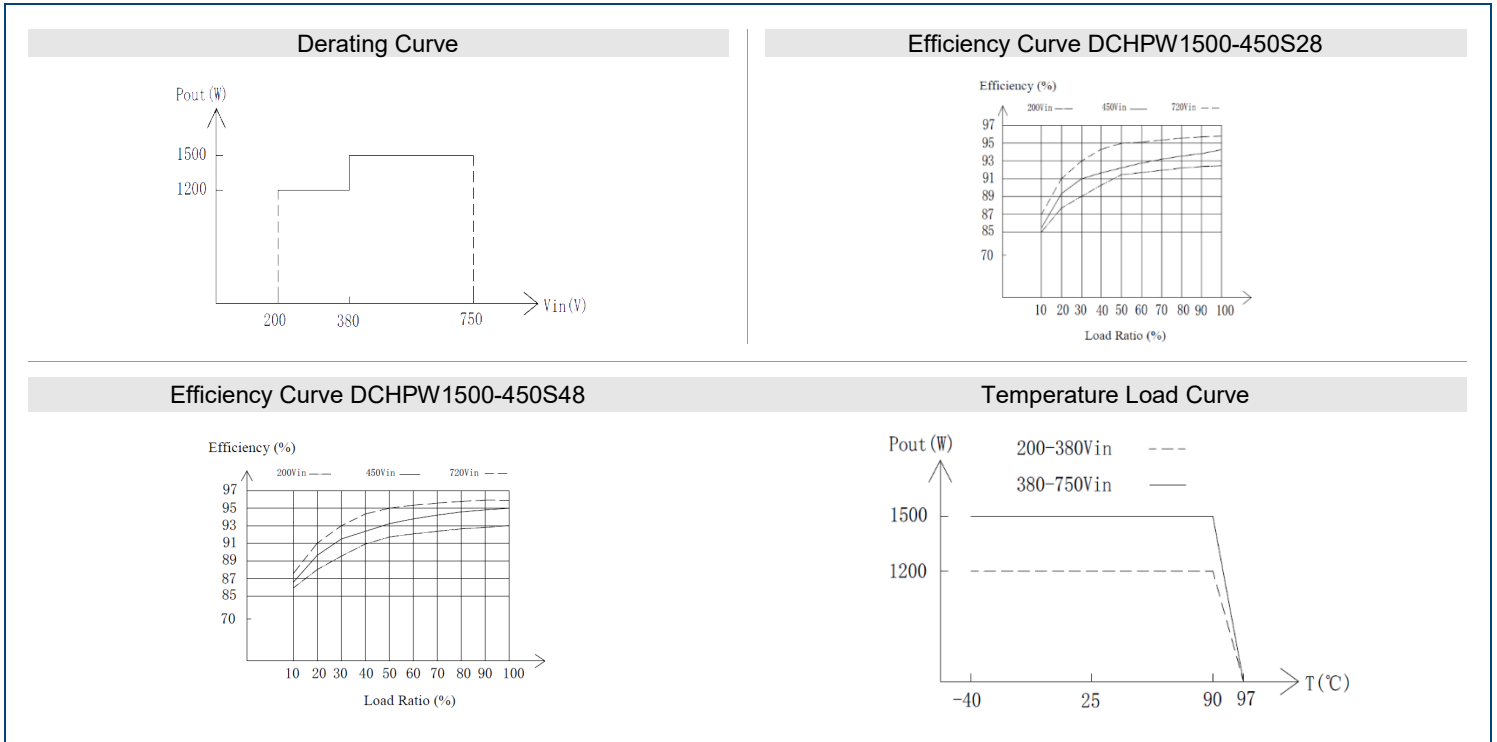 Derating Curve
Pout(W)
1500
1200
200 380 750 Vin(V)
Efficiency Curve DCHPW1500-450S28
Efficiency (%)
200Vin 450Vin 720Vin
97
95
93
91
89
87
85
70
10 20 30 40 50 60 70 80 90 100
Load Ratio (%)
Efficiency Curve DCHPW1500-450S48
Efficiency (%)
200Vin 450Vin 720Vin
97
95
93
91
89
87
85
70
10 20 30 40 50 60 70 80 90 100
Load Ratio (%)
Temperature Load Curve
Pout(W)
200-380Vin
380-750Vin
1500
1200
-40 25 90 97 T(℃)